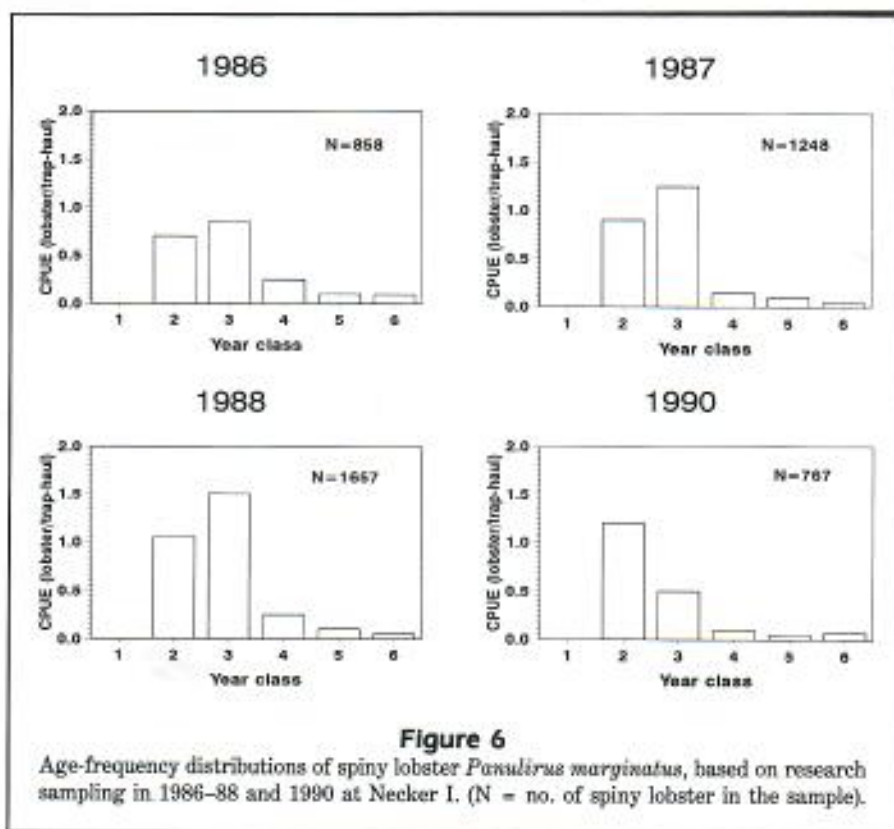 1986
2.0
1.5
1.0
0.5
0.0
CPUE (lobster/trap-haul)
N=858
1 2 3 4 5 6
Year class
1987
2.0
1.5
1.0
0.5
0.0
CPUE (lobster/trap-haul)
N=1248
1 2 3 4 5 6
Year class
1988
2.0
1.5
1.0
0.5
0.0
CPUE (lobster/trap-haul)
N=1657
1 2 3 4 5 6
Year class
1990
2.0
1.5
1.0
0.5
0.0
CPUE (lobster/trap-haul)
N=767
1 2 3 4 5 6
Year class
Figure 6
Age-frequency distributions of spiny lobster Panulirus marginatus, based on research
sampling in 1986–88 and 1990 at Necker I. (N = no. of spiny lobster in the sample).